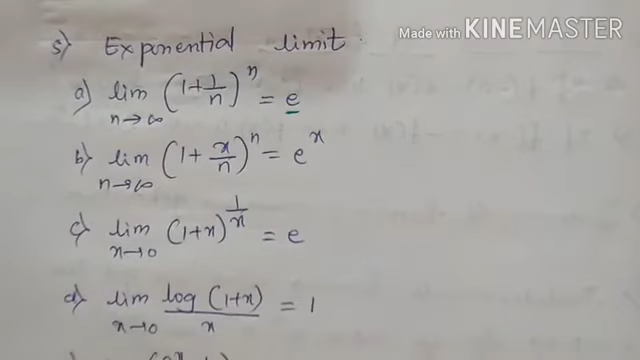 Made with KINEMASTER
5) Exponential limit
a) lim n→∞ (1+1/n)^n = e
b) lim n→∞ (1+x/n)^n = e^x
c) lim x→0 (1+x)^1/x = e
d) lim x→0 log (1+x)/x = 1